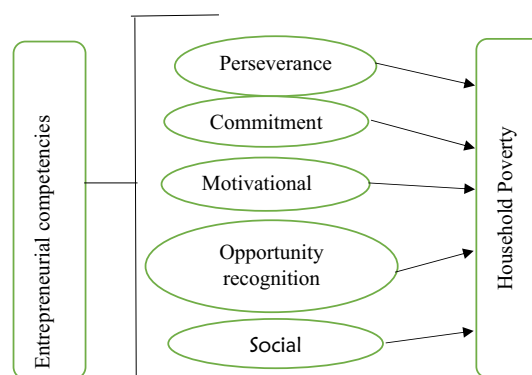 Entrepreneurial competencies
Perseverance
Commitment
Motivational
Opportunity
recognition
Social
Household Poverty